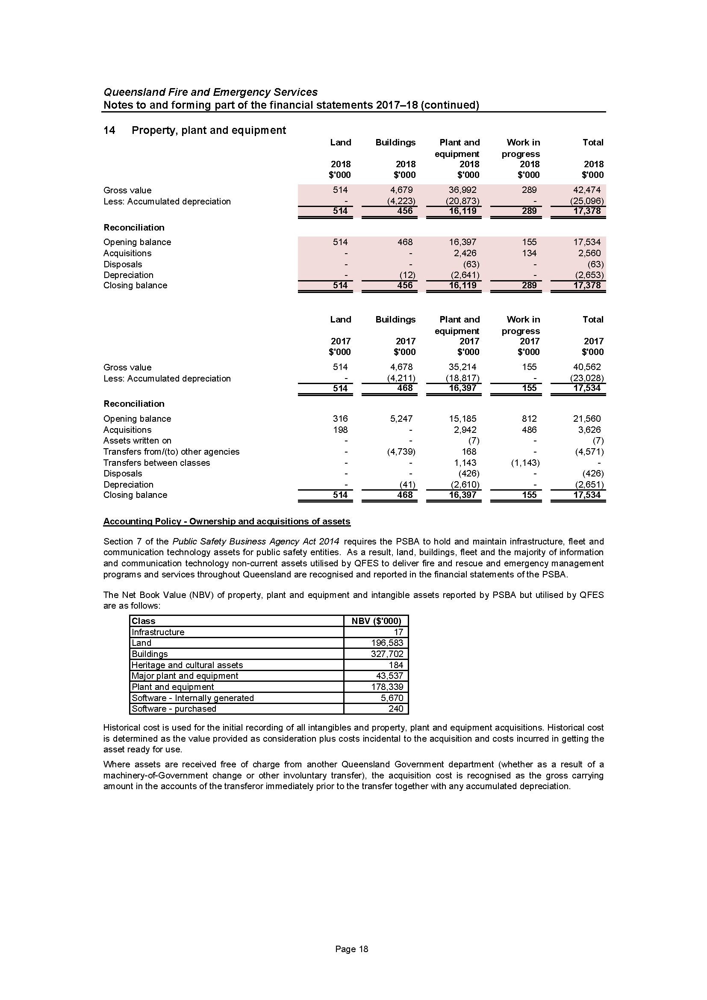 Queensland Fire and Emergency Services
Notes to and forming part of the financial statements 2017–18 (continued)
14 Property, plant and equipment
Land Buildings Plant and Work in Total
equipment progress
2018 2018 2018 2018 2018
$'000 $'000 $'000 $'000 $'000
Gross value 514 4,679 36,992 289 42,474
Less: Accumulated depreciation - (4,223) (20,873) - (25,096)
514 456 16,119 289 17,378
Reconciliation
Opening balance 514 468 16,397 155 17,534
Acquisitions - - 2,426 134 2,560
Disposals - - (63) - (63)
Depreciation - (12) (2,641) - (2,653)
Closing balance 514 456 16,119 289 17,378
Land Buildings Plant and Work in Total
equipment progress
2017 2017 2017 2017 2017
$'000 $'000 $'000 $'000 $'000
Gross value 514 4,678 35,214 155 40,562
Less: Accumulated depreciation - (4,211) (18,817) - (23,028)
514 468 16,397 155 17,534
Reconciliation
Opening balance 316 5,247 15,185 812 21,560
Acquisitions 198 - 2,942 486 3,626
Assets written on - - (7) - (7)
Transfers from/(to) other agencies - (4,739) 168 - (4,571)
Transfers between classes - - 1,143 (1,143) -
Disposals - - (426) - (426)
Depreciation - (41) (2,610) - (2,651)
Closing balance 514 468 16,397 155 17,534
Accounting Policy - Ownership and acquisitions of assets
Section 7 of the Public Safety Business Agency Act 2014 requires the PSBA to hold and maintain infrastructure, fleet and
communication technology assets for public safety entities. As a result, land, buildings, fleet and the majority of information
and communication technology non-current assets utilised by QFES to deliver fire and rescue and emergency management
programs and services throughout Queensland are recognised and reported in the financial statements of the PSBA.
The Net Book Value (NBV) of property, plant and equipment and intangible assets reported by PSBA but utilised by QFES
are as follows:
Class NBV ($'000)
Infrastructure 17
Land 196,583
Buildings 327,702
Heritage and cultural assets 184
Major plant and equipment 43,537
Plant and equipment 178,339
Software - Internally generated 5,670
Software - purchased 240
Historical cost is used for the initial recording of all intangibles and property, plant and equipment acquisitions. Historical cost
is determined as the value provided as consideration plus costs incidental to the acquisition and costs incurred in getting the
asset ready for use.
Where assets are received free of charge from another Queensland Government department (whether as a result of a
machinery-of-Government change or other involuntary transfer), the acquisition cost is recognised as the gross carrying
amount in the accounts of the transferor immediately prior to the transfer together with any accumulated depreciation.
Page 18